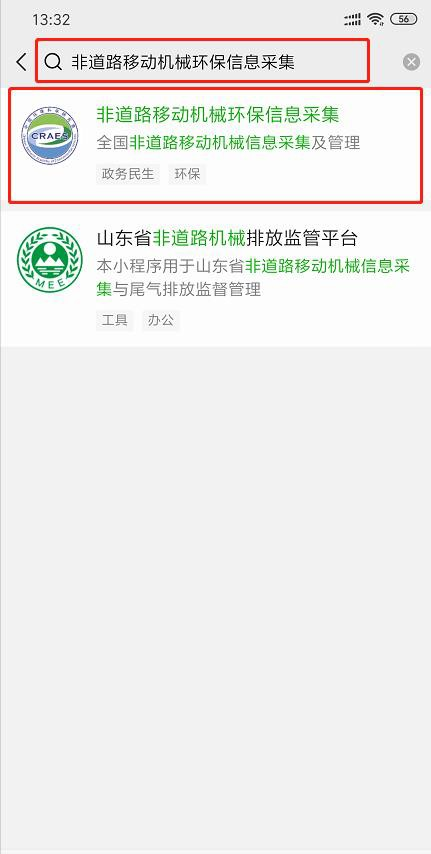 13:32
56
非道路移动机械环保信息采集
非道路移动机械环保信息采集
CRAES
全国非道路移动机械信息采集及管理
政务民生 环保
山东省非道路机械排放监管平台
本小程序用于山东省非道路移动机械信息采
集与尾气排放监督管理
MEE
工具 办公